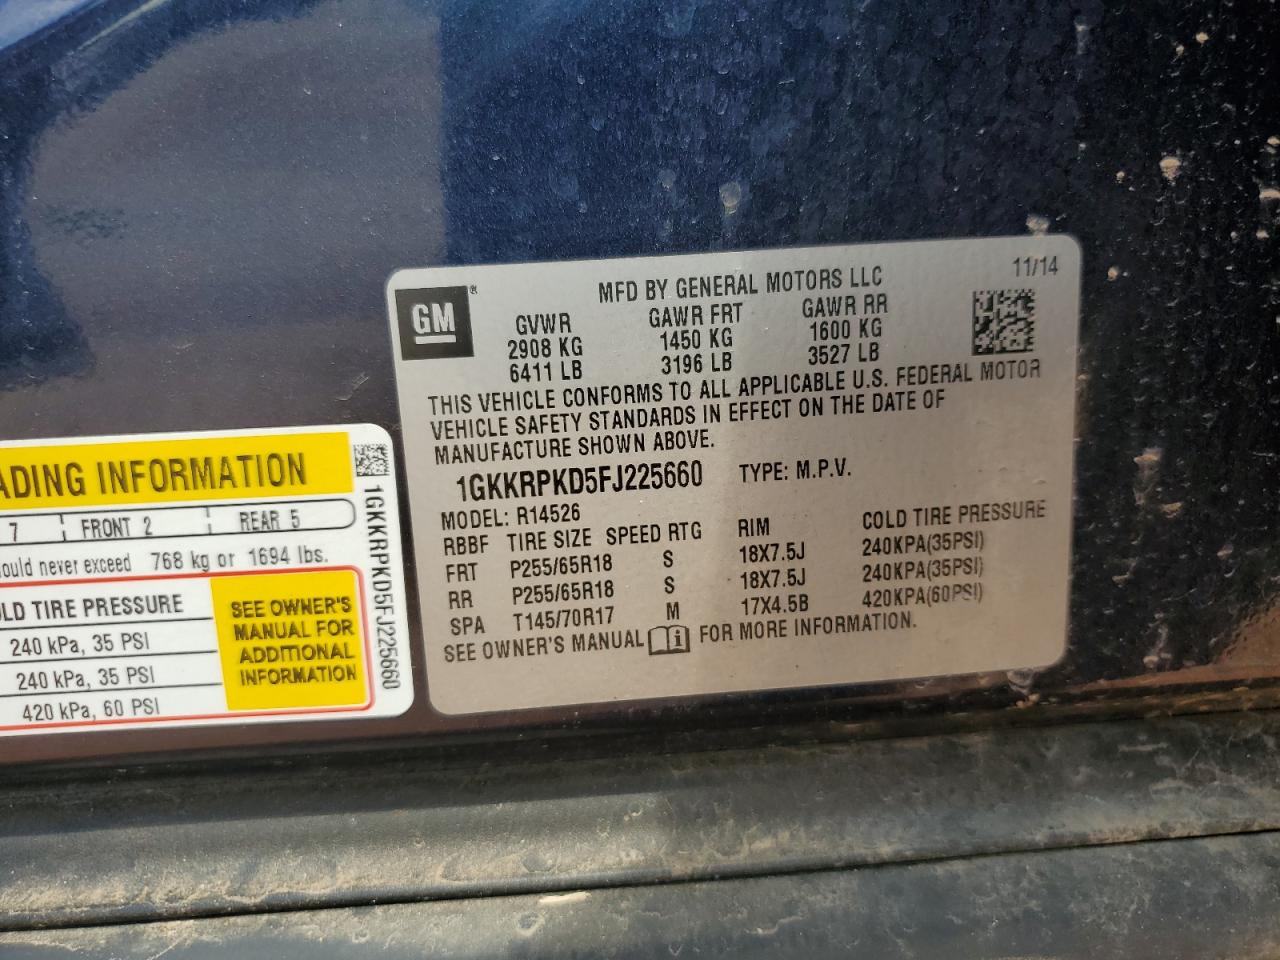 MFD BY GENERAL MOTORS LLC 11/14
GM®
GVWR GAWR FRT GAWR RR
2908 KG 1450 KG 1600 KG
6411 LB 3196 LB 3527 LB
THIS VEHICLE CONFORMS TO ALL APPLICABLE U.S. FEDERAL MOTOR
VEHICLE SAFETY STANDARDS IN EFFECT ON THE DATE OF
MANUFACTURE SHOWN ABOVE.
1GKKRPKD5FJ225660 TYPE: M.P.V.
MODEL: R14526
RBBF TIRE SIZE SPEED RTG RIM COLD TIRE PRESSURE
FRT P255/65R18 S 18X7.5J 240KPA(35PSI)
RR P255/65R18 S 18X7.5J 240KPA(35PSI)
SPA T145/70R17 M 17X4.5B 420KPA(60PSI)
SEE OWNER'S MANUAL i FOR MORE INFORMATION.
ADING INFORMATION
7 FRONT 2 REAR 5
ould never exceed 768 kg or 1694 lbs.
LD TIRE PRESSURE
240 kPa, 35 PSI
240 kPa, 35 PSI
420 kPa, 60 PSI
SEE OWNER'S
MANUAL FOR
ADDITIONAL
INFORMATION
1GKKRPKD5FJ225660